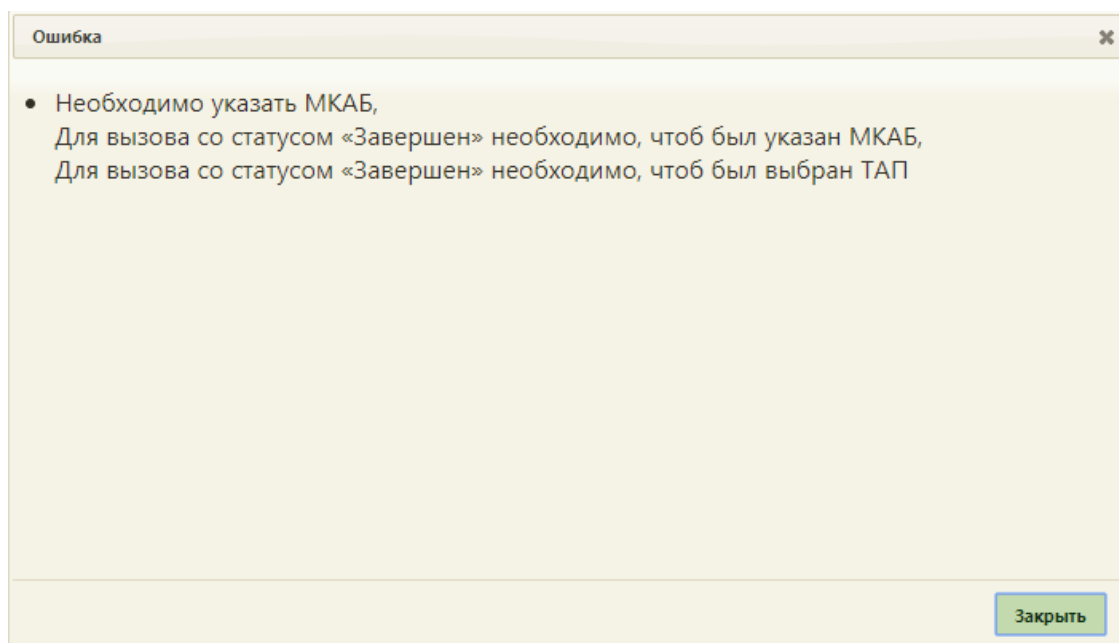 Ошибка
Необходимо указать МКАБ,
Для вызова со статусом «Завершен» необходимо, чтоб был указан МКАБ,
Для вызова со статусом «Завершен» необходимо, чтоб был выбран ТАП
Закрыть